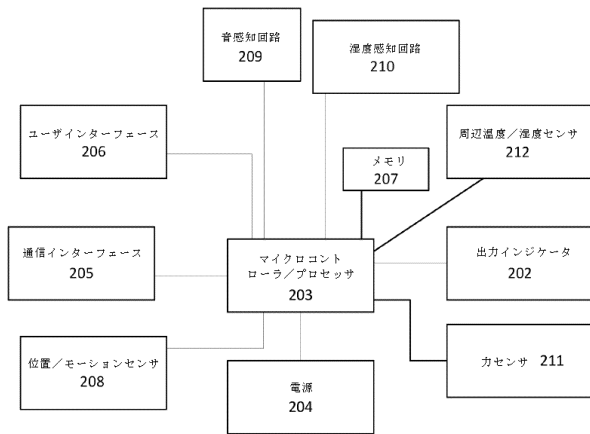 音感知回路
209
湿度感知回路
210
ユーザインターフェース
206
メモリ
207
周辺温度／湿度センサ
212
通信インターフェース
205
マイクロコント
ローラ／プロセッサ
203
出力インジケータ
202
位置／モーションセンサ
208
電源
204
力センサ 211